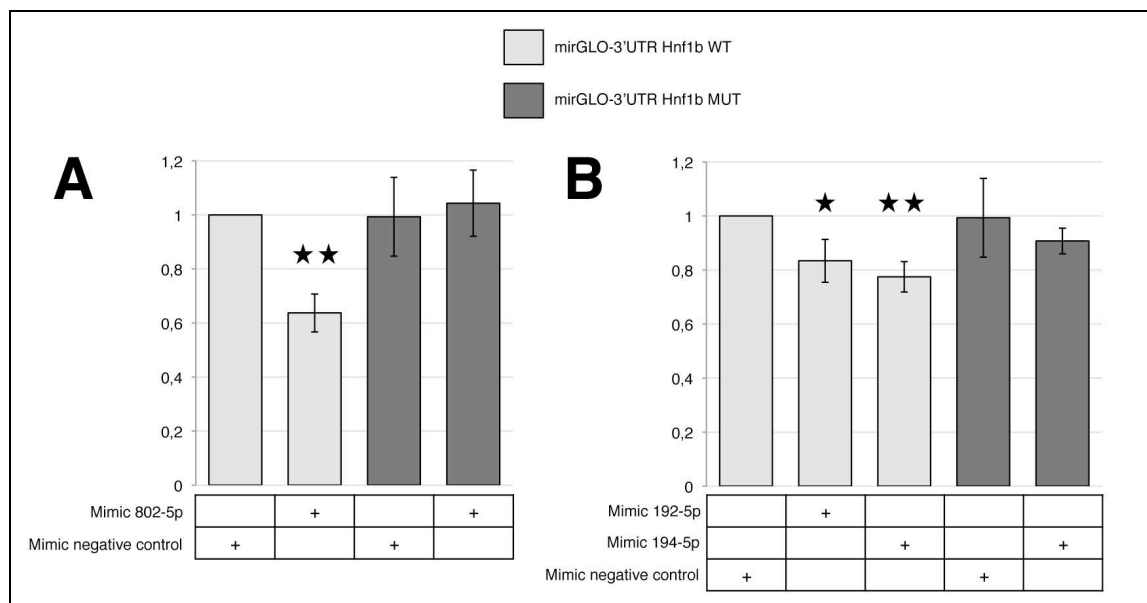 mirGLO-3'UTR Hnf1b WT
mirGLO-3'UTR Hnf1b MUT
A
1,2
1
0,8
0,6
0,4
0,2
0
★★
Mimic 802-5p + +
Mimic negative control + +
B
1,2
1
0,8
0,6
0,4
0,2
0
★ ★★
Mimic 192-5p +
Mimic 194-5p + +
Mimic negative control + +